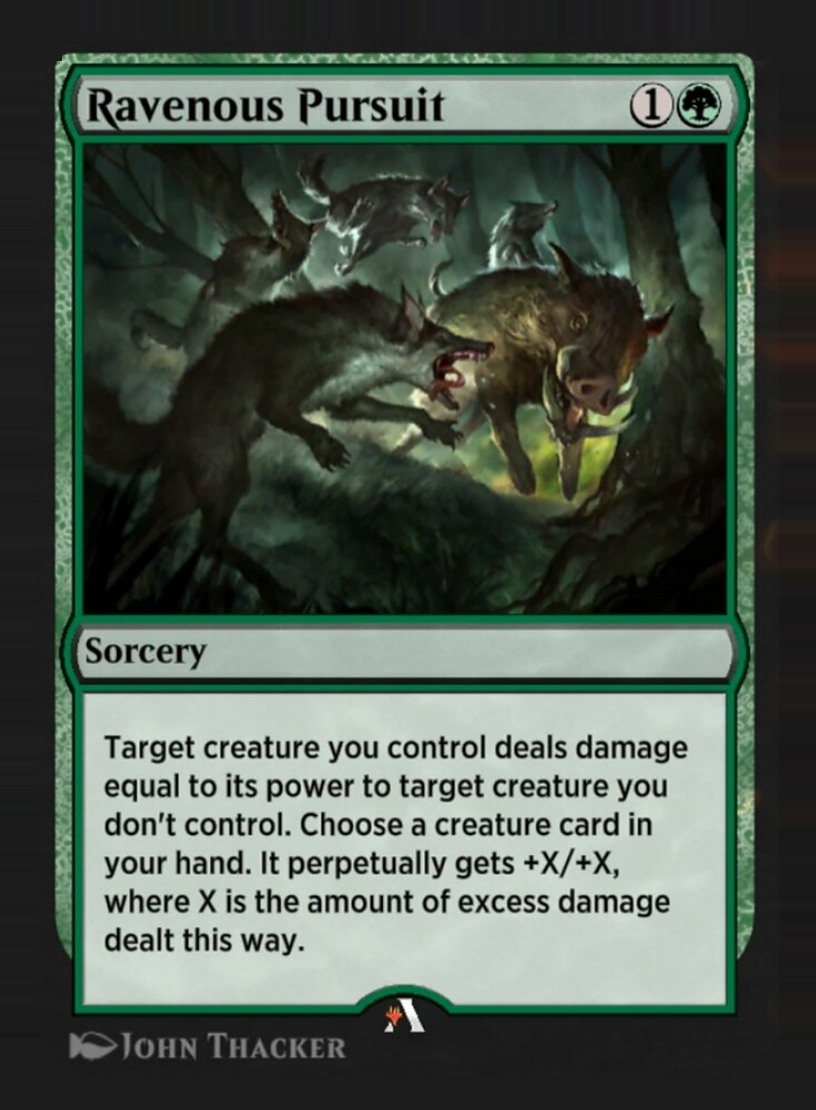 Ravenous Pursuit 1
Sorcery
Target creature you control deals damage
equal to its power to target creature you
don't control. Choose a creature card in
your hand. It perpetually gets +X/+X,
where X is the amount of excess damage
dealt this way.
John Thacker